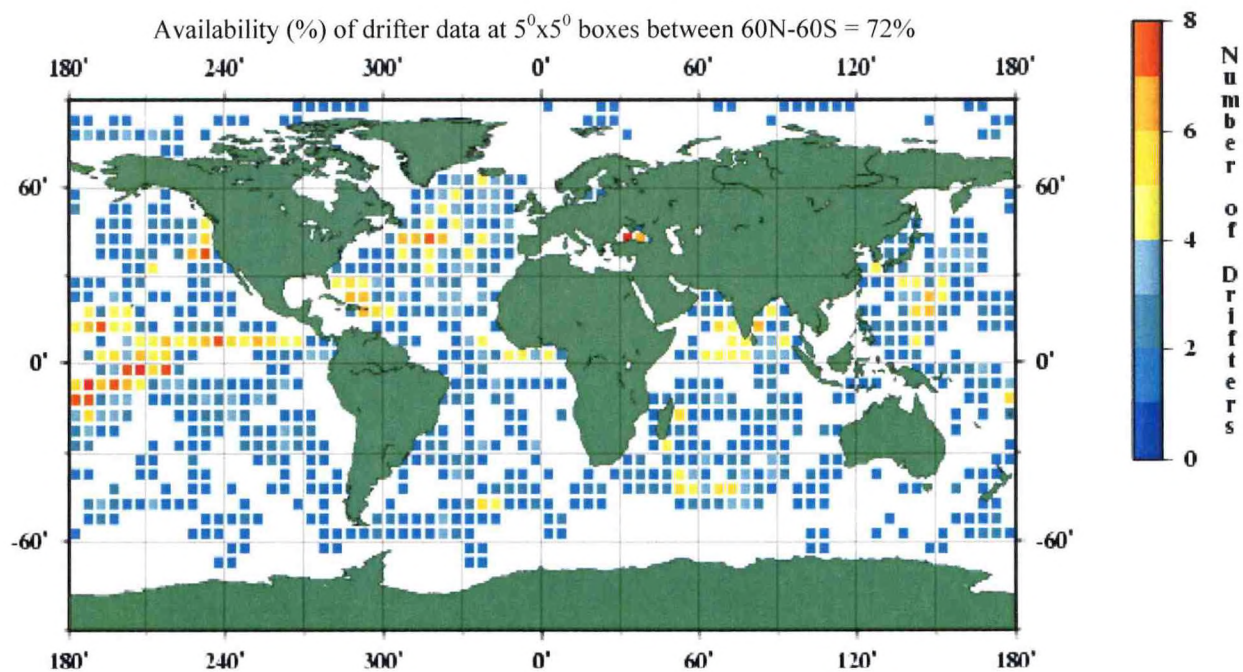 Availability (%) of drifter data at 5⁰x5⁰ boxes between 60N-60S = 72%
180' 240' 300' 0' 60' 120' 180'
60' 60'
0' 0'
-60' -60'
180' 240' 300' 0' 60' 120' 180'
8
6
4
2
0
Number of Drifters